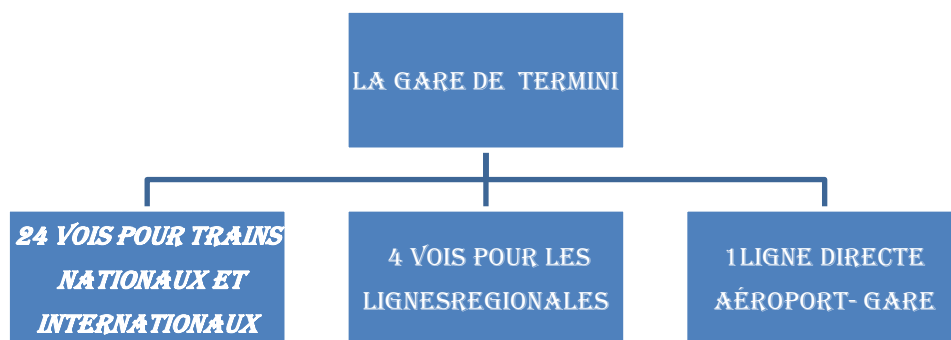 LA GARE DE TERMINI
24 VOIS POUR TRAINS
NATIONAUX ET
INTERNATIONAUX
4 VOIS POUR LES
LIGNESREGIONALES
1LIGNE DIRECTE
AÉROPORT- GARE